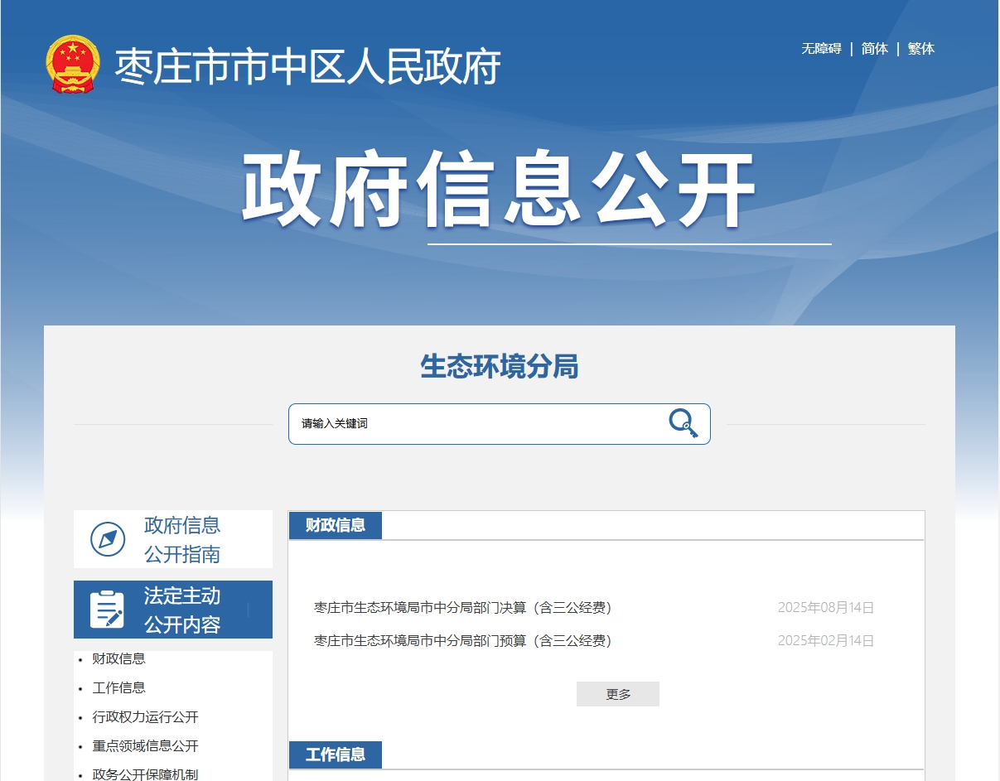 枣庄市市中区人民政府
无障碍 | 简体 | 繁体
政府信息公开
生态环境分局
请输入关键词
政府信息
公开指南
法定主动
公开内容
财政信息
工作信息
行政权力运行公开
重点领域信息公开
政务公开保障机制
财政信息
枣庄市生态环境局市中分局部门决算（含三公经费） 2025年08月14日
枣庄市生态环境局市中分局部门预算（含三公经费） 2025年02月14日
更多
工作信息